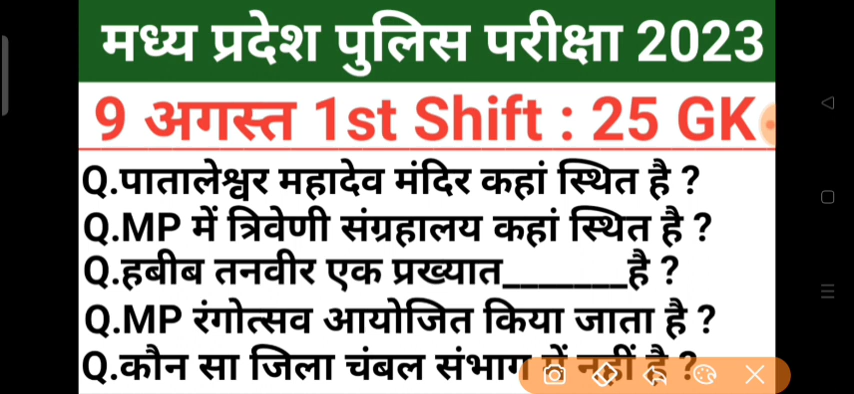 मध्य प्रदेश पुलिस परीक्षा 2023
9 अगस्त 1st Shift : 25 GK
Q.पातालेश्वर महादेव मंदिर कहां स्थित है ?
Q.MP में त्रिवेणी संग्रहालय कहां स्थित है ?
Q.हबीब तनवीर एक प्रख्यात_______है ?
Q.MP रंगोत्सव आयोजित किया जाता है ?
Q.कौन सा जिला चंबल संभाग में नहीं है ?